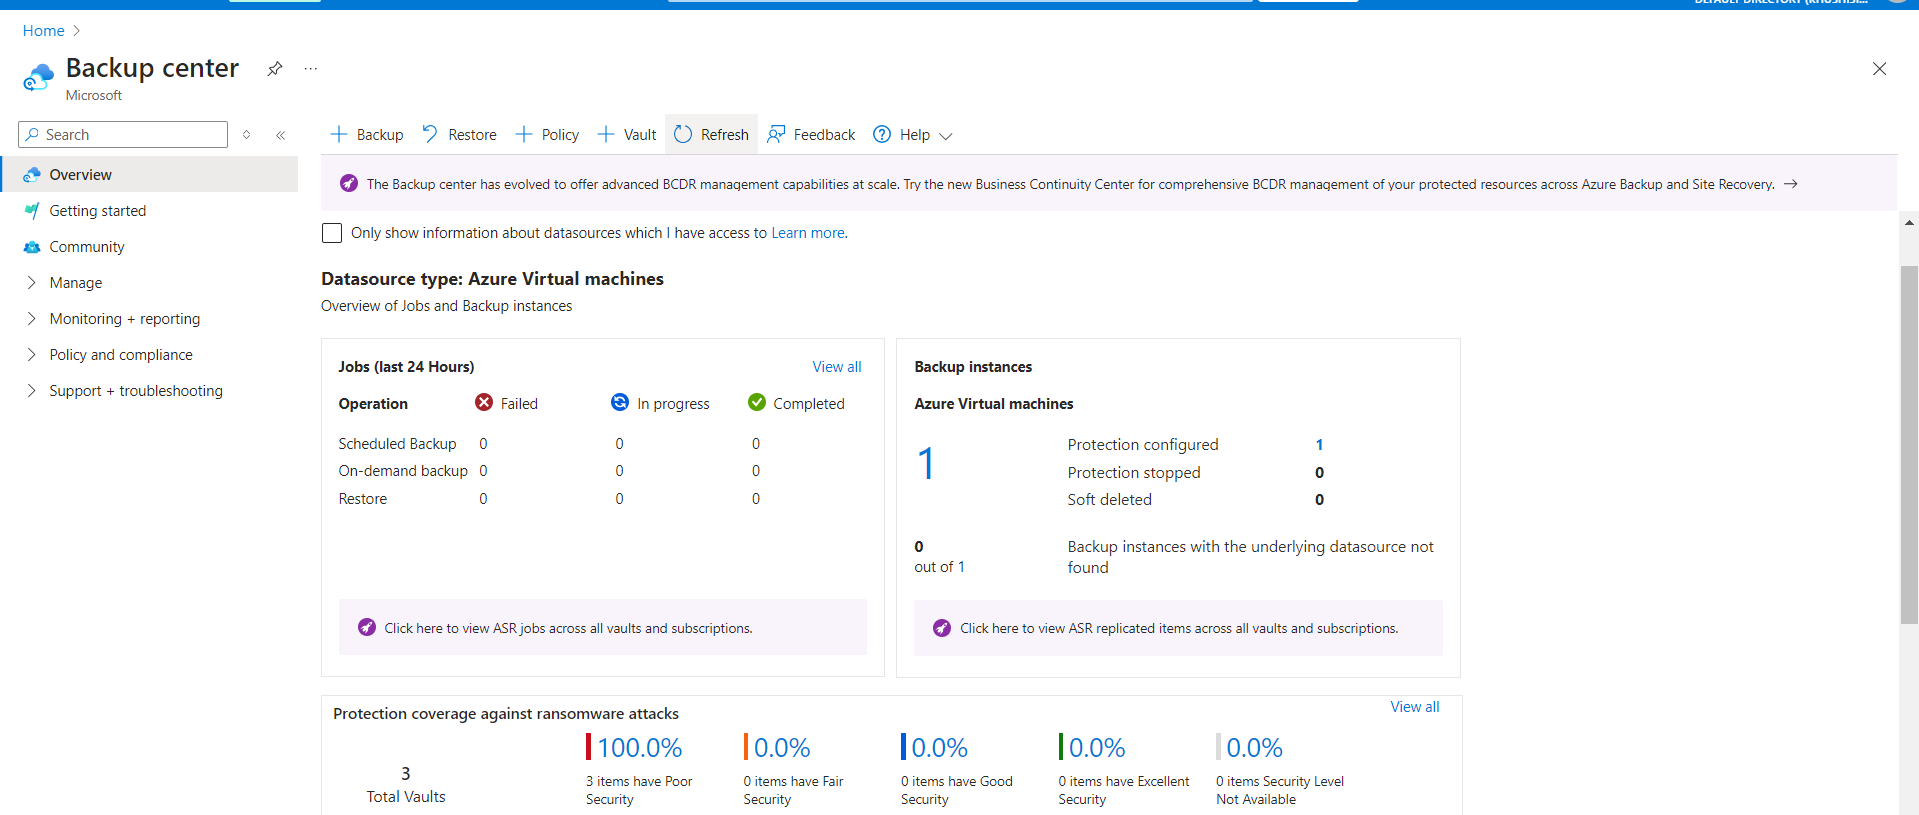 Home
Backup center
Microsoft
Search
Backup Restore Policy Vault Refresh Feedback Help
Overview
Getting started
Community
Manage
Monitoring + reporting
Policy and compliance
Support + troubleshooting
The Backup center has evolved to offer advanced BCDR management capabilities at scale. Try the new Business Continuity Center for comprehensive BCDR management of your protected resources across Azure Backup and Site Recovery. →
Only show information about datasources which I have access to Learn more.
Datasource type: Azure Virtual machines
Overview of Jobs and Backup instances
Jobs (last 24 Hours) View all
Operation Failed In progress Completed
Scheduled Backup 0 0 0
On-demand backup 0 0 0
Restore 0 0 0
Click here to view ASR jobs across all vaults and subscriptions.
Backup instances
Azure Virtual machines
1
Protection configured 1
Protection stopped 0
Soft deleted 0
0
out of 1
Backup instances with the underlying datasource not
found
Click here to view ASR replicated items across all vaults and subscriptions.
Protection coverage against ransomware attacks View all
3
Total Vaults
100.0%
3 items have Poor
Security
0.0%
0 items have Fair
Security
0.0%
0 items have Good
Security
0.0%
0 items have Excellent
Security
0.0%
0 items Security Level
Not Available